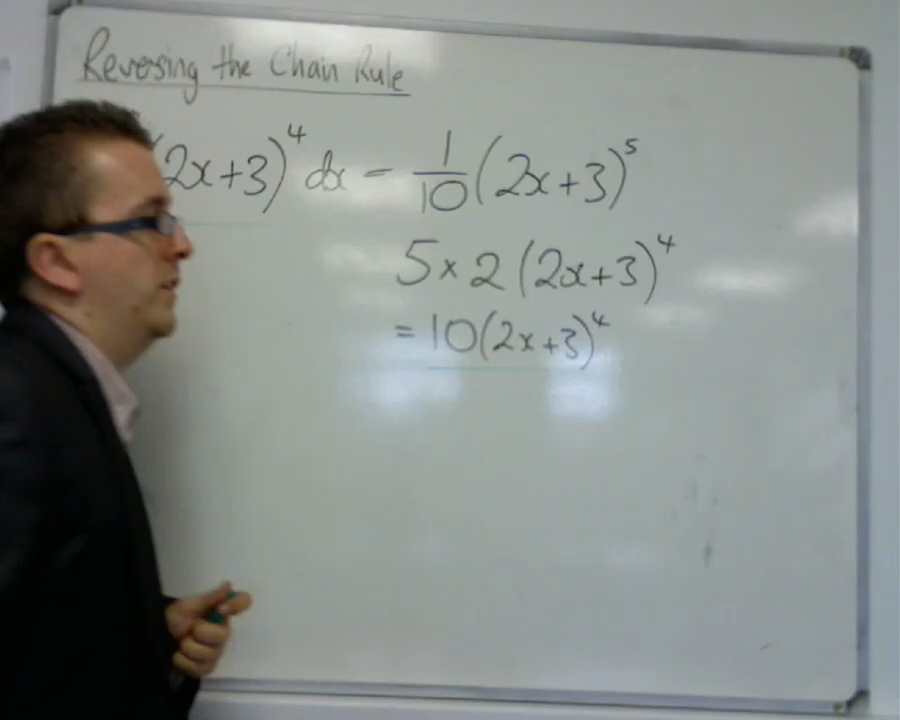 Reversing the Chain Rule
(2x+3)⁴ dx = 1/10 (2x+3)⁵
5 × 2 (2x+3)⁴
= 10(2x+3)⁴